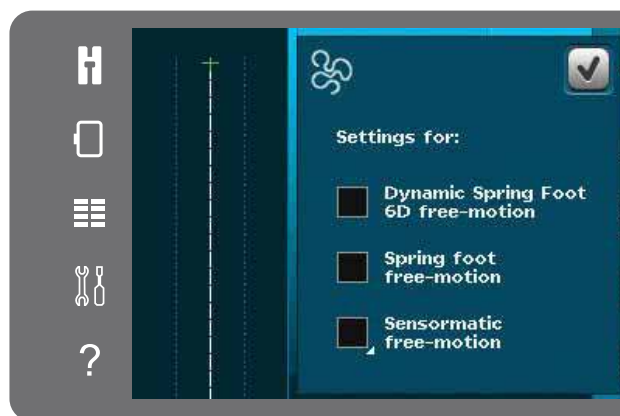 Settings for:
Dynamic Spring Foot
6D free-motion
Spring foot
free-motion
Sensormatic
free-motion
?